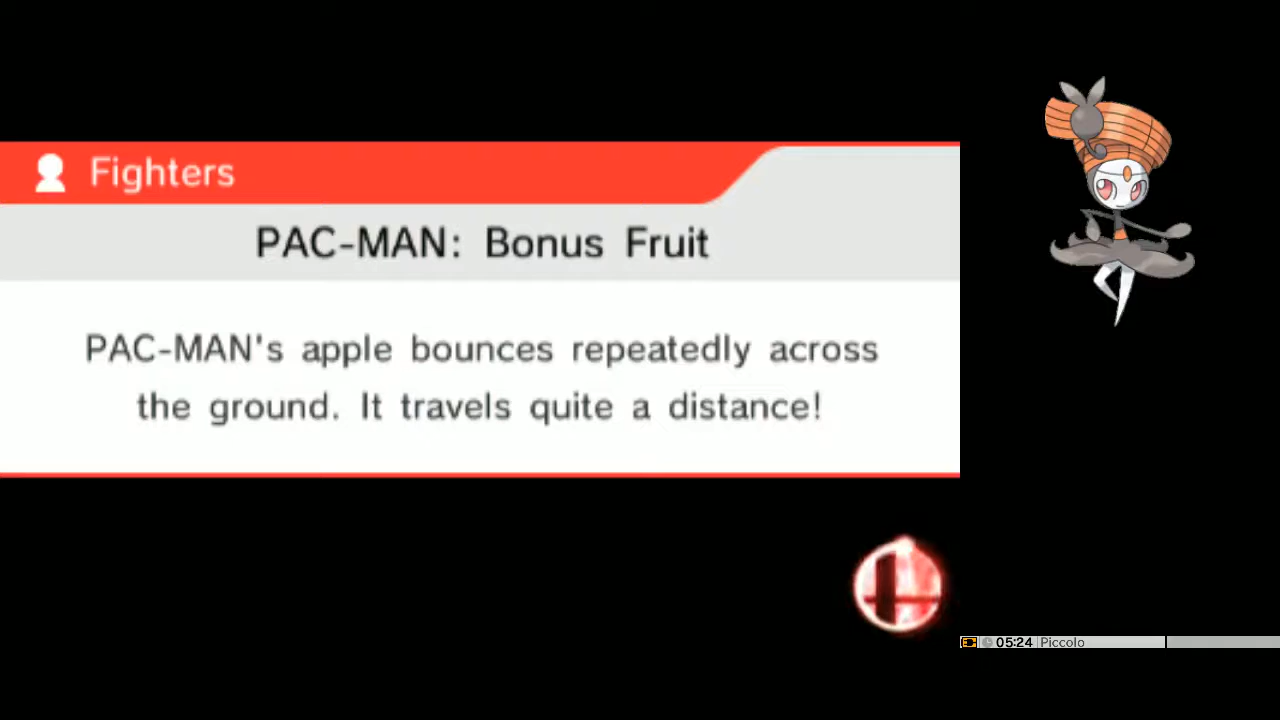 Fighters
PAC-MAN: Bonus Fruit
PAC-MAN's apple bounces repeatedly across
the ground. It travels quite a distance!
05:24 Piccolo